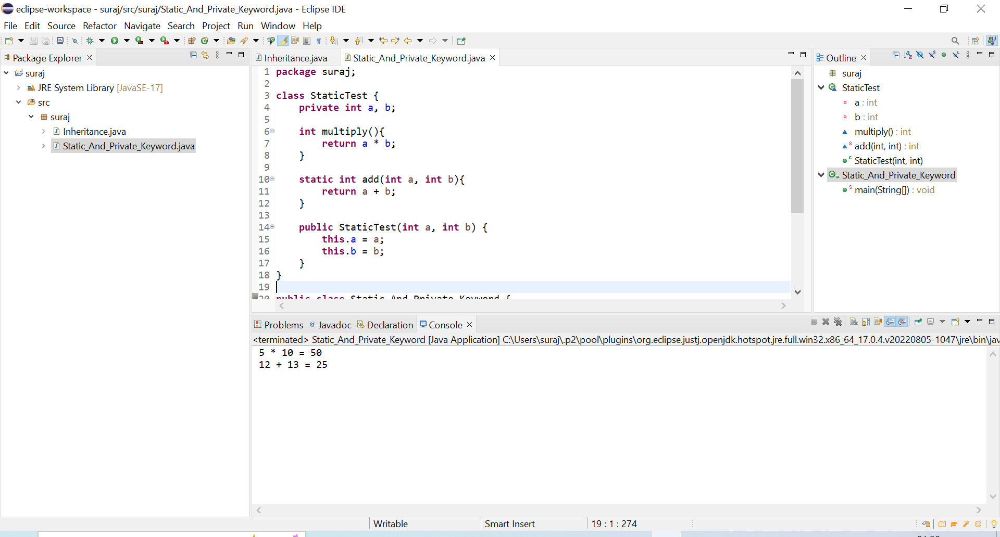 eclipse-workspace - suraj/src/suraj/Static_And_Private_Keyword.java - Eclipse IDE
File Edit Source Refactor Navigate Search Project Run Window Help
Package Explorer
suraj
JRE System Library [JavaSE-17]
src
suraj
Inheritance.java
Static_And_Private_Keyword.java
Inheritance.java
Static_And_Private_Keyword.java
1 package suraj;
2
3 class StaticTest {
4 private int a, b;
5
6 int multiply(){
7 return a * b;
8 }
9
10 static int add(int a, int b){
11 return a + b;
12 }
13
14 public StaticTest(int a, int b) {
15 this.a = a;
16 this.b = b;
17 }
18 }
19
20 public class Static_And_Private_Keyword {
Outline
suraj
StaticTest
a : int
b : int
multiply() : int
add(int, int) : int
StaticTest(int, int)
Static_And_Private_Keyword
main(String[]) : void
Problems @ Javadoc Declaration Console
<terminated> Static_And_Private_Keyword [Java Application] C:\Users\suraj\.p2\pool\plugins\org.eclipse.justj.openjdk.hotspot.jre.full.win32.x86_64_17.0.4.v20220805-1047\jre\bin\jav
5 * 10 = 50
12 + 13 = 25
Writable
Smart Insert
19 : 1 : 274